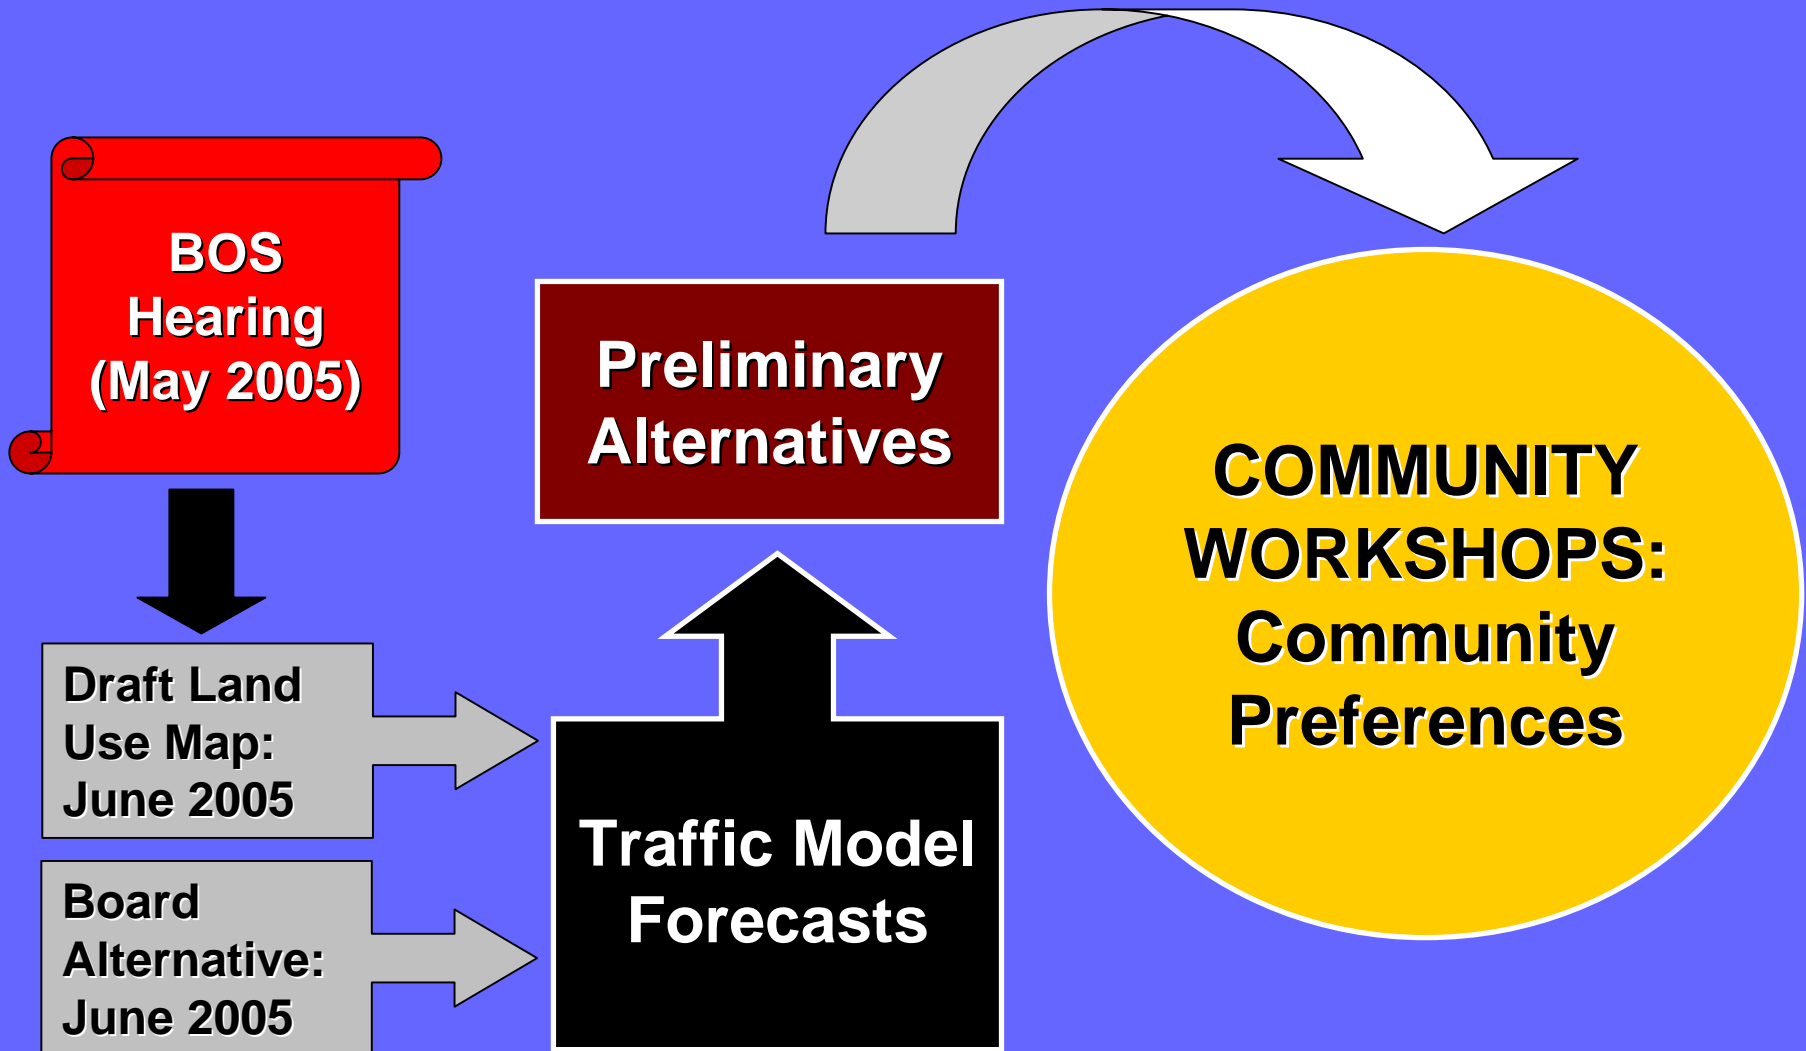 BOS
Hearing
(May 2005)
Draft Land
Use Map:
June 2005
Board
Alternative:
June 2005
Traffic Model
Forecasts
Preliminary
Alternatives
COMMUNITY
WORKSHOPS:
Community
Preferences